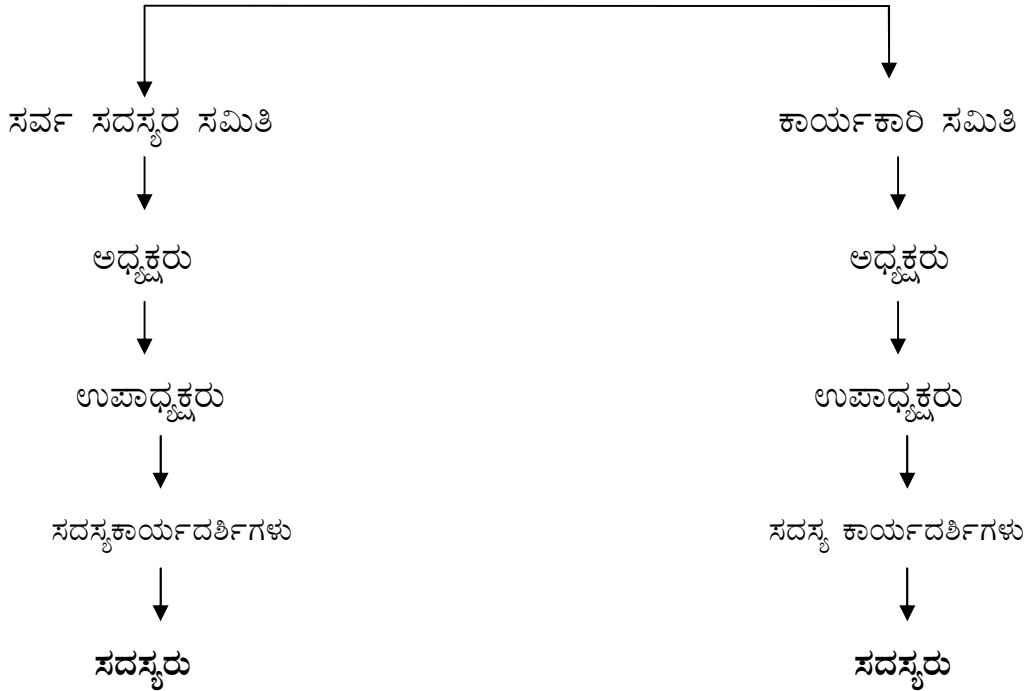 ಸರ್ವ ಸದಸ್ಯರ ಸಮಿತಿ
ಅಧ್ಯಕ್ಷರು
ಉಪಾಧ್ಯಕ್ಷರು
ಸದಸ್ಯಕಾರ್ಯದರ್ಶಿಗಳು
ಸದಸ್ಯರು
ಕಾರ್ಯಕಾರಿ ಸಮಿತಿ
ಅಧ್ಯಕ್ಷರು
ಉಪಾಧ್ಯಕ್ಷರು
ಸದಸ್ಯ ಕಾರ್ಯದರ್ಶಿಗಳು
ಸದಸ್ಯರು